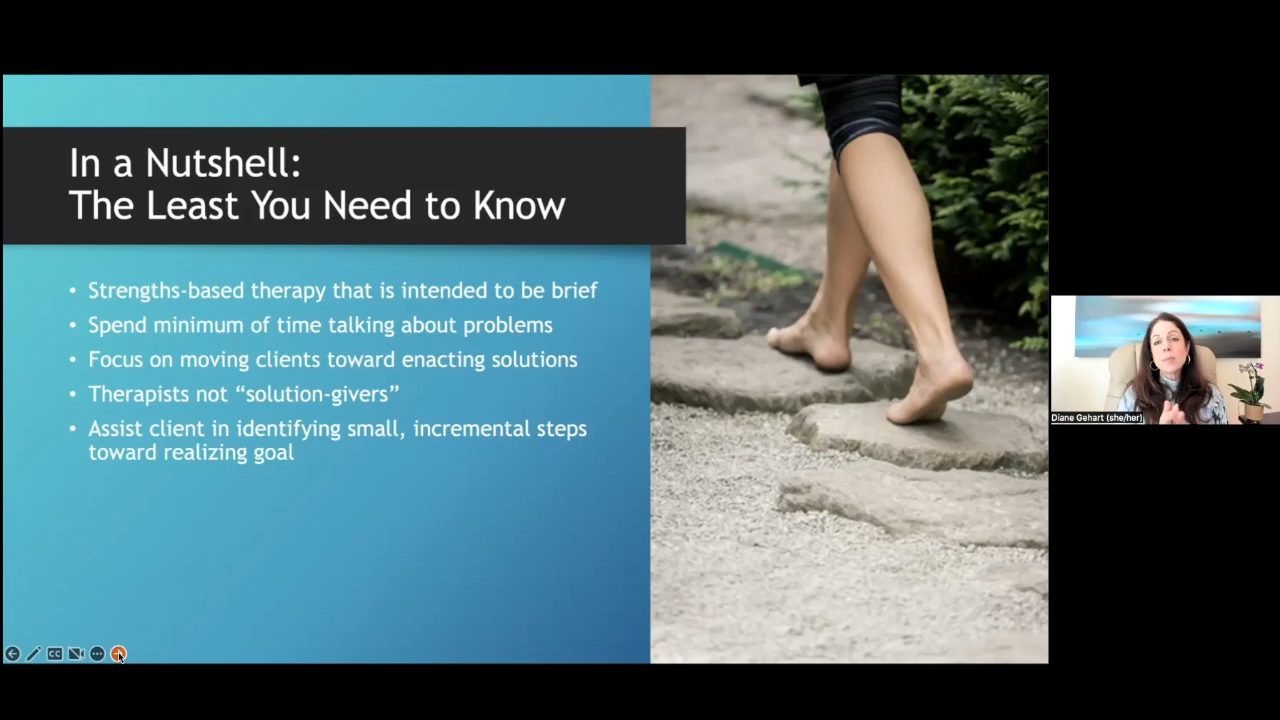 In a Nutshell:
The Least You Need to Know
• Strengths-based therapy that is intended to be brief
• Spend minimum of time talking about problems
• Focus on moving clients toward enacting solutions
• Therapists not “solution-givers”
• Assist client in identifying small, incremental steps
toward realizing goal
Diane Gehart (she/her)
CC